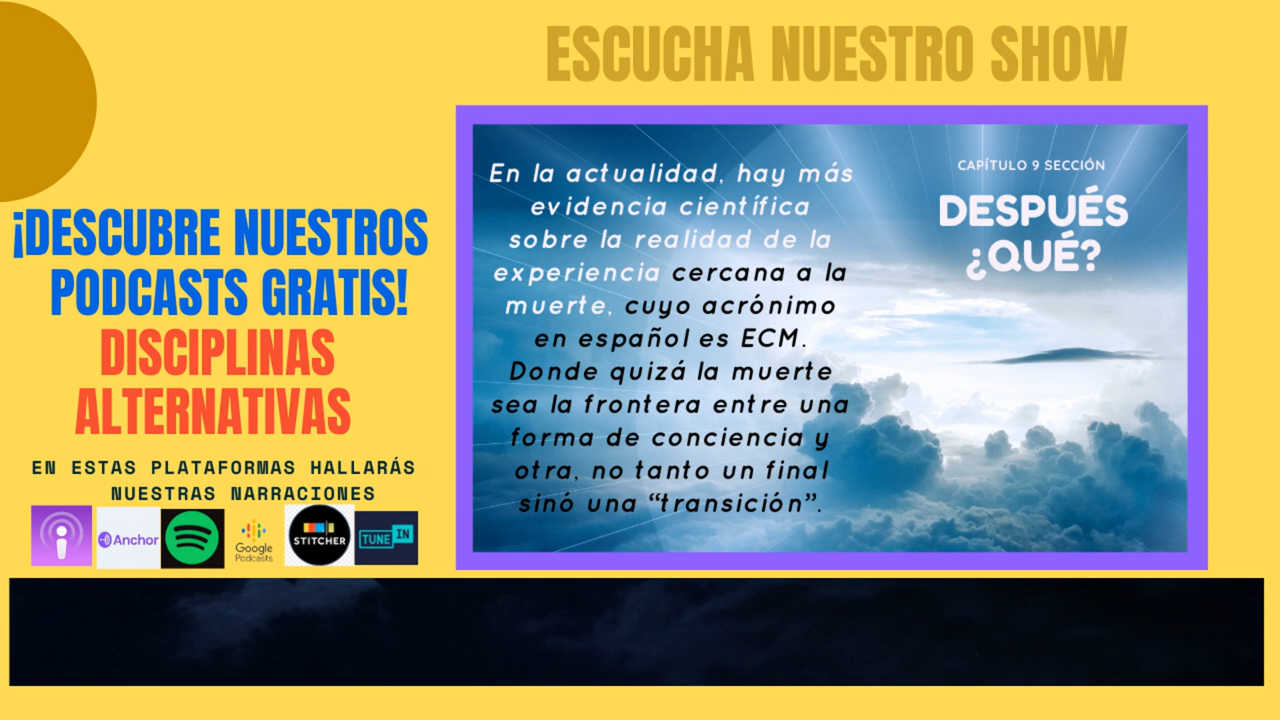 ESCUCHA NUESTRO SHOW
¡DESCUBRE NUESTROS
PODCASTS GRATIS!
DISCIPLINAS
ALTERNATIVAS
EN ESTAS PLATAFORMAS HALLARÁS
NUESTRAS NARRACIONES
Anchor
Google
Podcasts
STITCHER
TUNE IN
En la actualidad, hay más
evidencia científica
sobre la realidad de la
experiencia cercana a la
muerte, cuyo acrónimo
en español es ECM.
Donde quizá la muerte
sea la frontera entre una
forma de conciencia y
otra, no tanto un final
sinó una “transición”.
CAPÍTULO 9 SECCIÓN
DESPUÉS
¿QUÉ?